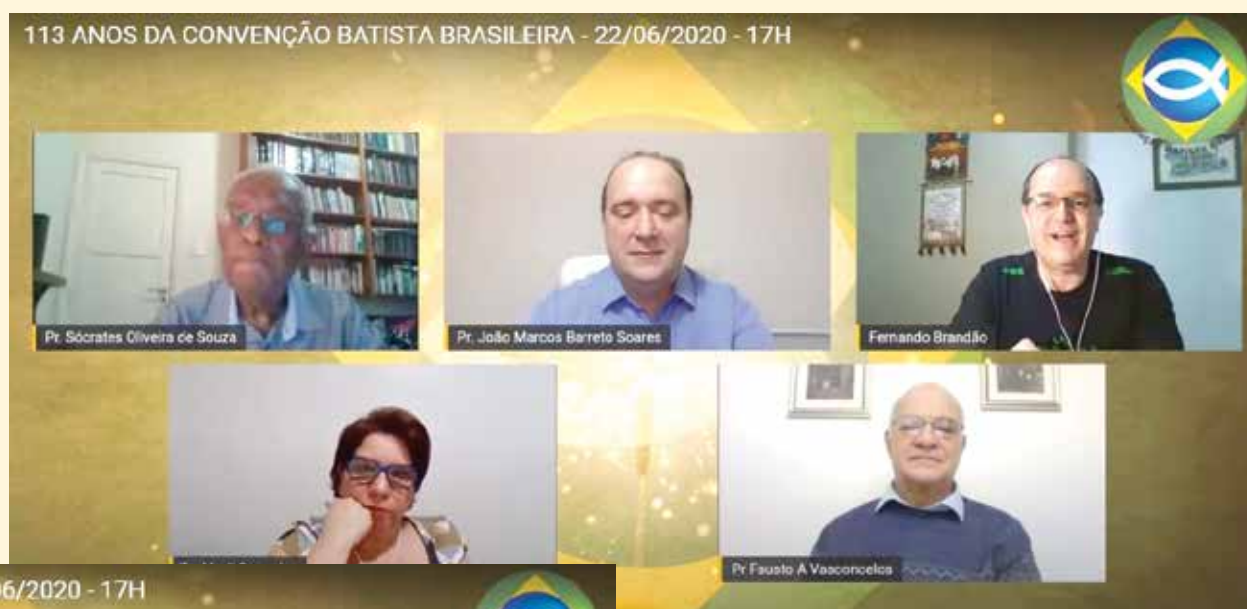 113 ANOS DA CONVENÇÃO BATISTA BRASILEIRA - 22/06/2020 - 17H
Pr. Sócrates Oliveira de Souza
Pr. João Marcos Barreto Soares
Fernando Brandão
Pr Fausto A Vasconcelos
06/2020 - 17H